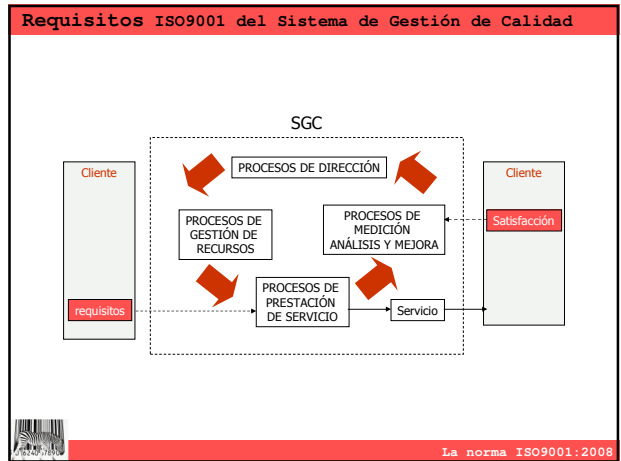 Requisitos ISO9001 del Sistema de Gestión de Calidad
SGC
Cliente
PROCESOS DE DIRECCIÓN
Cliente
PROCESOS DE
GESTIÓN DE
RECURSOS
PROCESOS DE
MEDICIÓN
ANÁLISIS Y MEJORA
Satisfacción
requisitos
PROCESOS DE
PRESTACIÓN
DE SERVICIO
Servicio
La norma ISO9001:2008